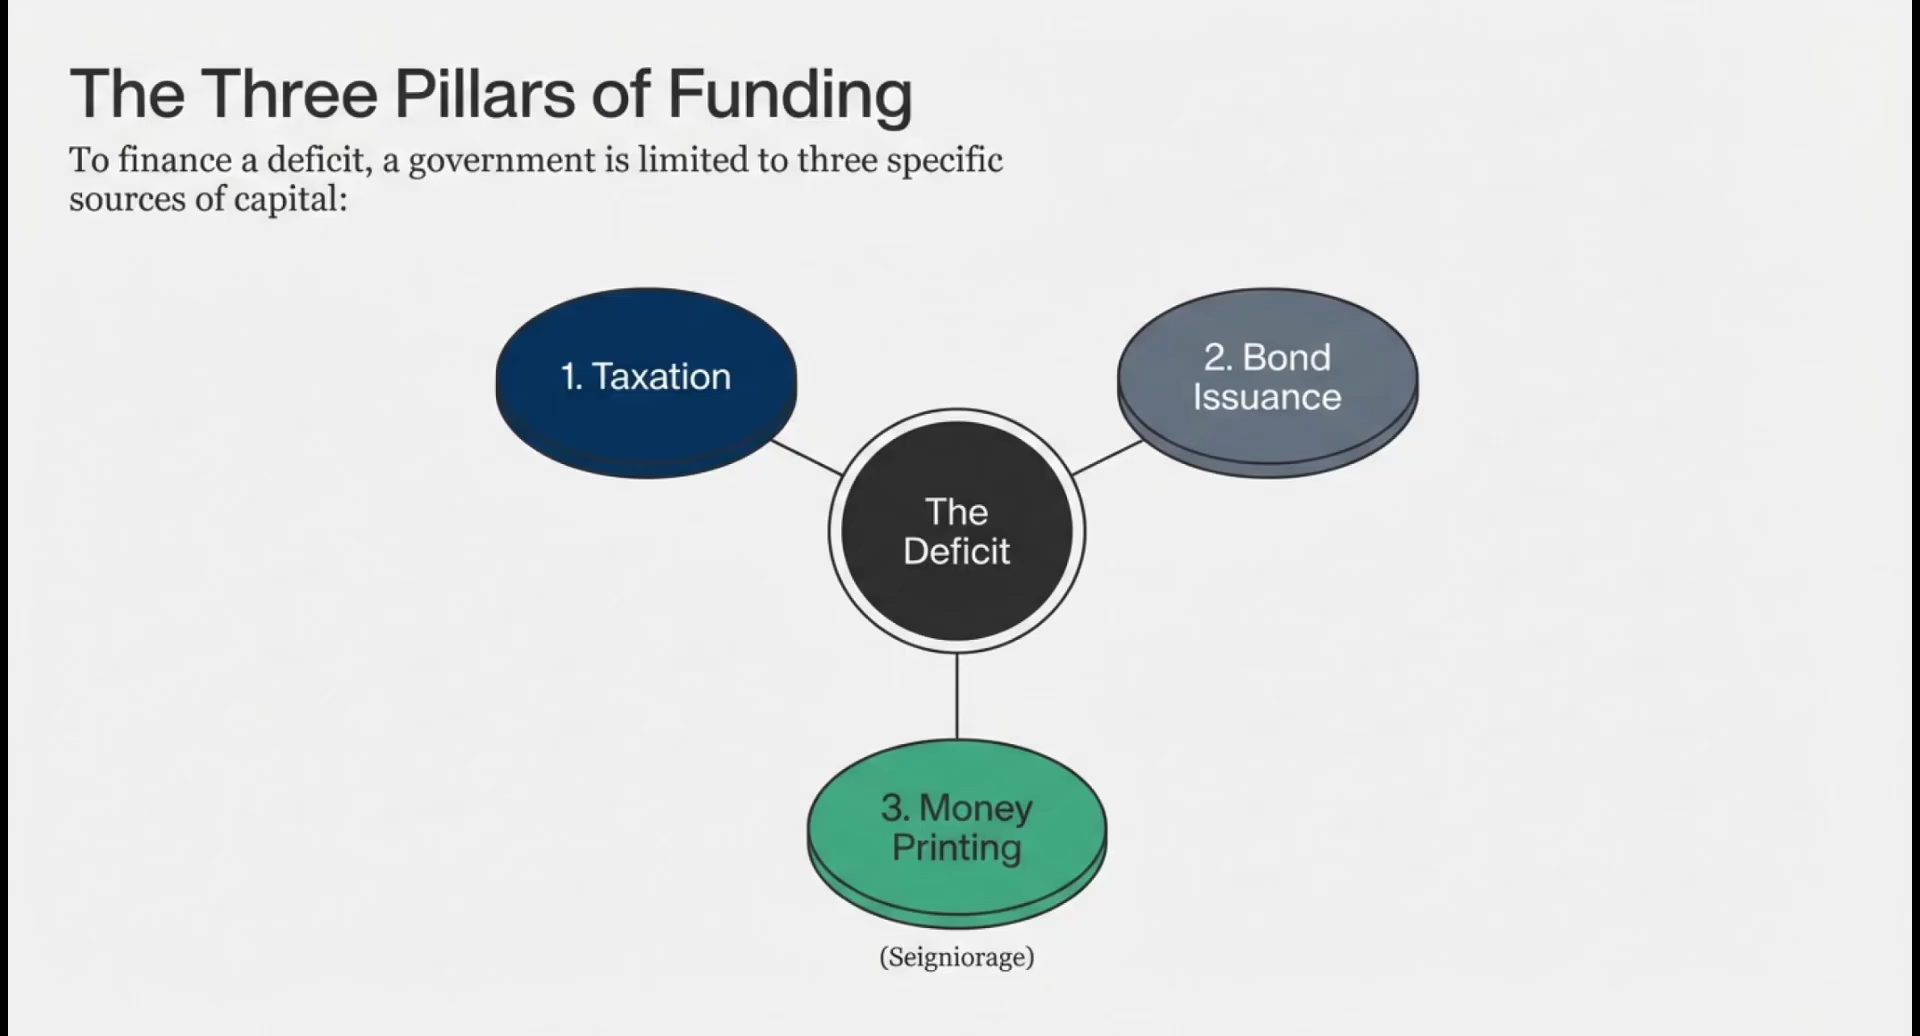 The Three Pillars of Funding
To finance a deficit, a government is limited to three specific
sources of capital:
1. Taxation
2. Bond
Issuance
The
Deficit
3. Money
Printing
(Seigniorage)